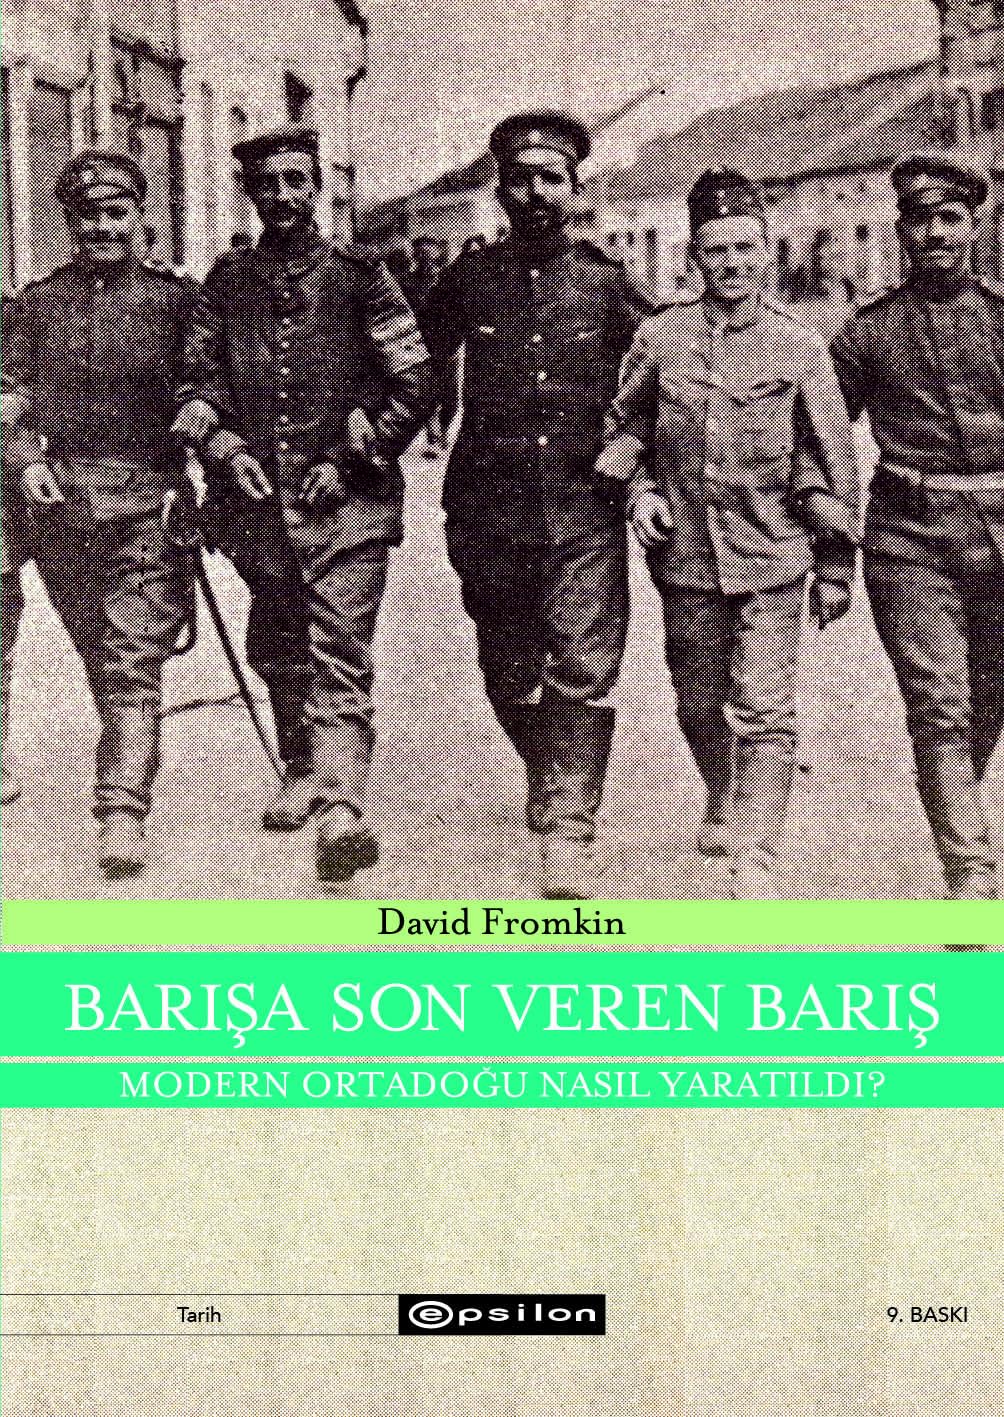 David Fromkin
BARIŞA SON VEREN BARIŞ
MODERN ORTADOĞU NASIL YARATILDI?
Tarih
epsilon
9. BASKI